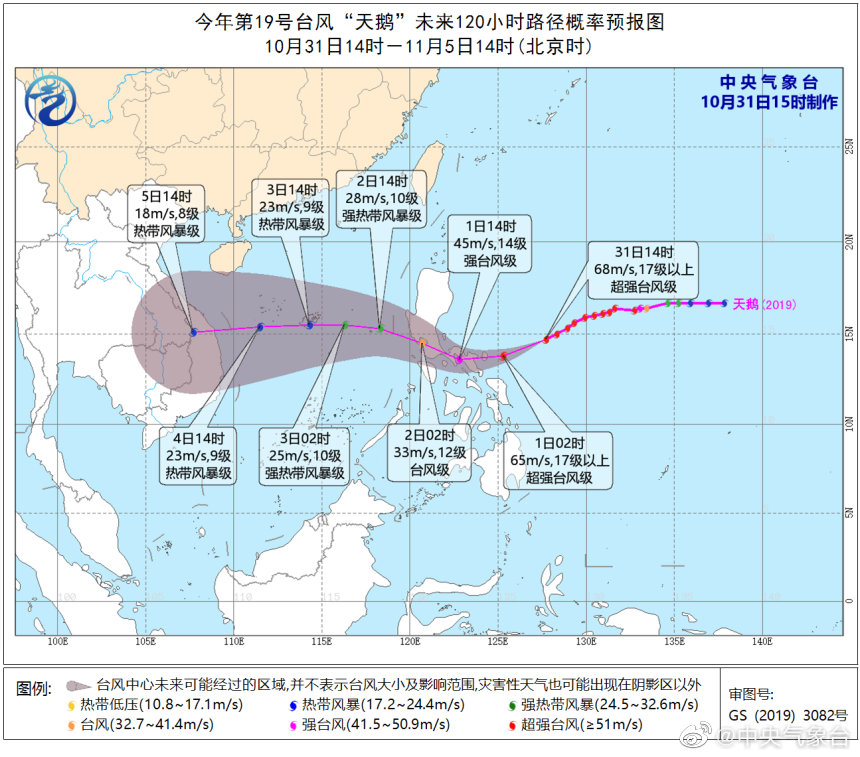 今年第19号台风“天鹅”未来120小时路径概率预报图
10月31日14时－11月5日14时(北京时)
中央气象台
10月31日15时制作
25N
20N
15N
10N
5N
0
5日14时
18m/s,8级
热带风暴级
3日14时
23m/s,9级
热带风暴级
2日14时
28m/s,10级
强热带风暴级
1日14时
45m/s,14级
强台风级
31日14时
68m/s,17级以上
超强台风级
天鹅(2019)
4日14时
23m/s,9级
热带风暴级
3日02时
25m/s,10级
强热带风暴级
2日02时
33m/s,12级
台风级
1日02时
65m/s,17级以上
超强台风级
100E
105E
110E
115E
120E
125E
130E
135E
140E
图例:
台风中心未来可能经过的区域,并不表示台风大小及影响范围,灾害性天气也可能出现在阴影区以外
热带低压(10.8~17.1m/s)
热带风暴(17.2~24.4m/s)
强热带风暴(24.5~32.6m/s)
台风(32.7~41.4m/s)
强台风(41.5~50.9m/s)
超强台风(≥51m/s)
审图号:
GS (2019) 3082号
@中央气象台